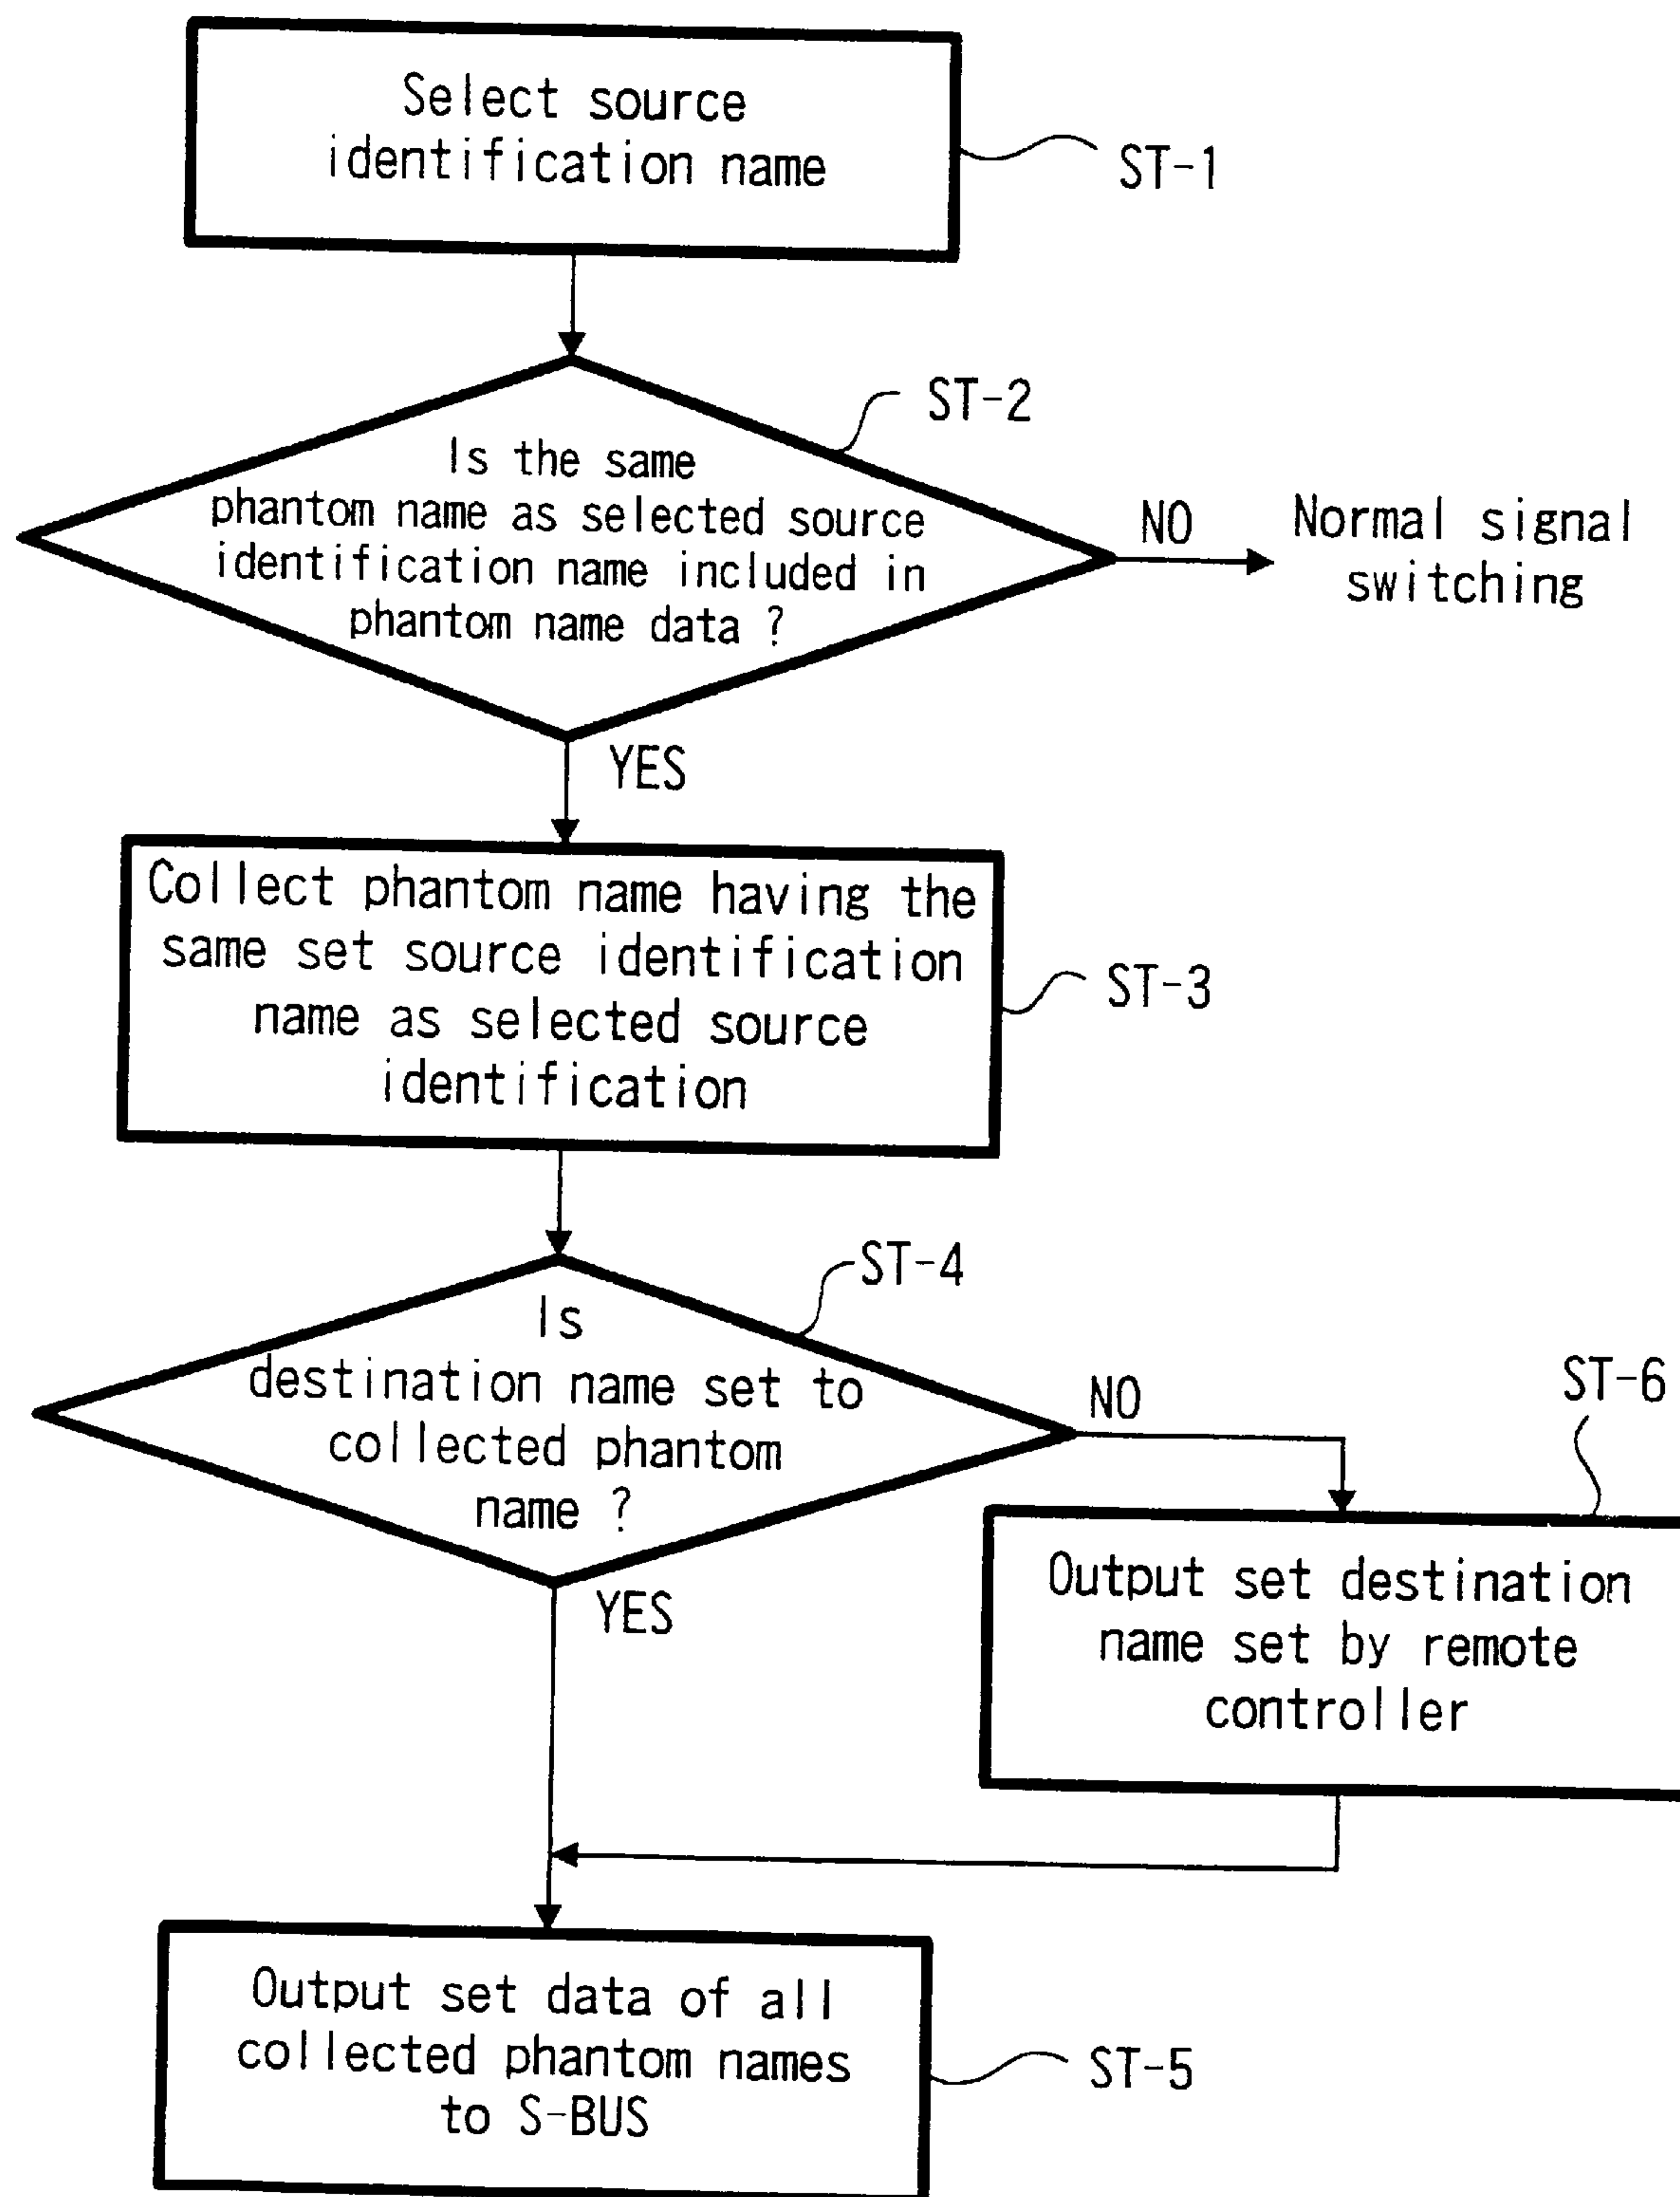 Select source
identification name
ST-1
ST-2
Is the same
phantom name as selected source
identification name included in
phantom name data ?
NO
Normal signal
switching
YES
Collect phantom name having the
same set source identification
name as selected source
identification
ST-3
ST-4
Is
destination name set to
collected phantom
name ?
NO
ST-6
YES
Output set destination
name set by remote
controller
Output set data of all
collected phantom names
to S-BUS
ST-5